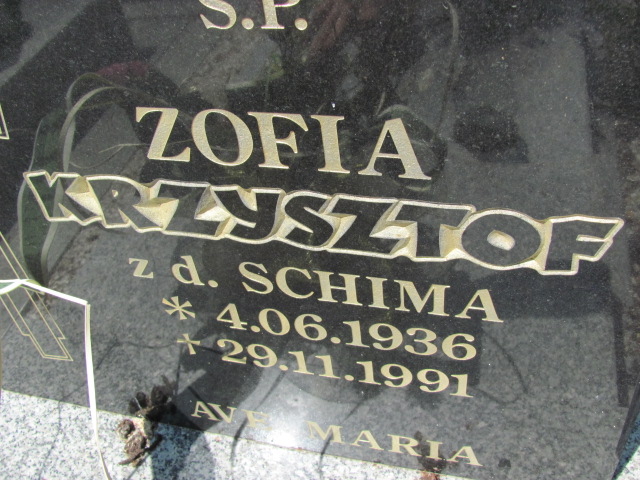 S.P.
ZOFIA
KRZYSZTOF
z d. SCHIMA
* 4.06.1936
+ 29.11.1991
AVE MARIA